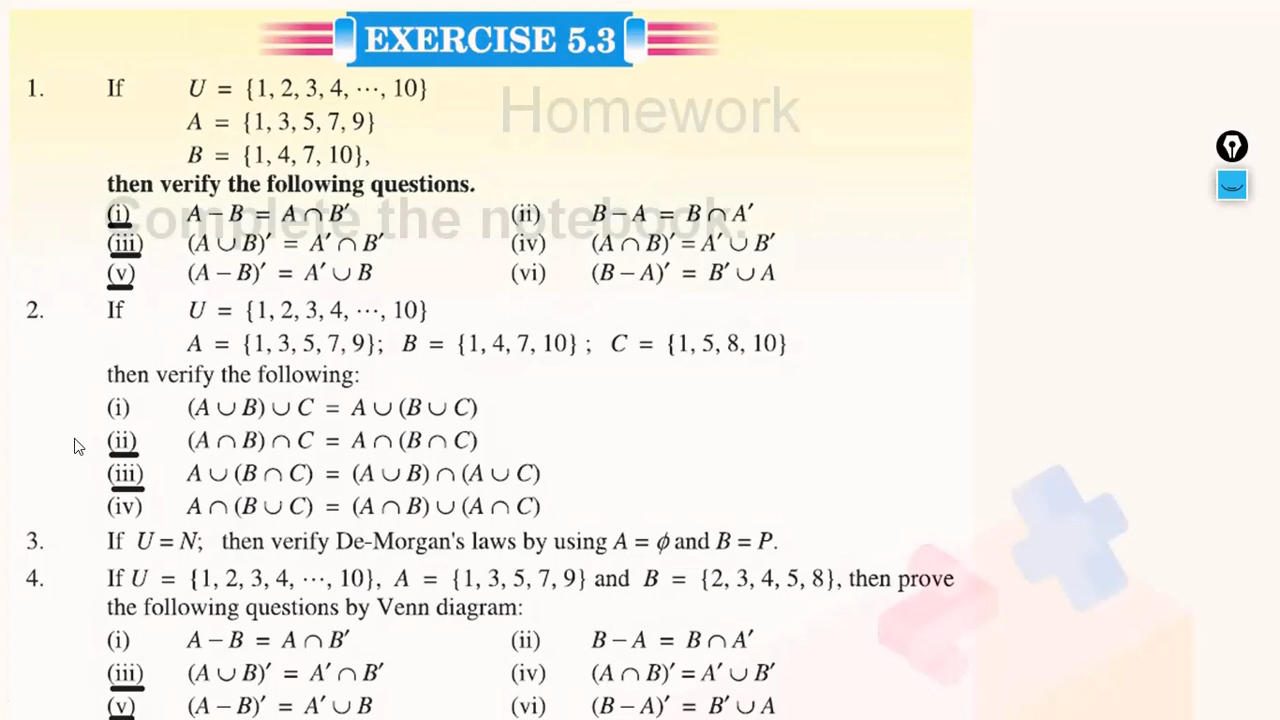 EXERCISE 5.3
Homework
1. If U = {1, 2, 3, 4, ⋯, 10}
A = {1, 3, 5, 7, 9}
B = {1, 4, 7, 10},
then verify the following questions.
Complete the notebook.
(i) A − B = A ∩ B′ (ii) B − A = B ∩ A′
(iii) (A ∪ B)′ = A′ ∩ B′ (iv) (A ∩ B)′ = A′ ∪ B′
(v) (A − B)′ = A′ ∪ B (vi) (B − A)′ = B′ ∪ A
2. If U = {1, 2, 3, 4, ⋯, 10}
A = {1, 3, 5, 7, 9}; B = {1, 4, 7, 10} ; C = {1, 5, 8, 10}
then verify the following:
(i) (A ∪ B) ∪ C = A ∪ (B ∪ C)
(ii) (A ∩ B) ∩ C = A ∩ (B ∩ C)
(iii) A ∪ (B ∩ C) = (A ∪ B) ∩ (A ∪ C)
(iv) A ∩ (B ∪ C) = (A ∩ B) ∪ (A ∩ C)
3. If U = N; then verify De-Morgan's laws by using A = ϕ and B = P.
4. If U = {1, 2, 3, 4, ⋯, 10}, A = {1, 3, 5, 7, 9} and B = {2, 3, 4, 5, 8}, then prove
the following questions by Venn diagram:
(i) A − B = A ∩ B′ (ii) B − A = B ∩ A′
(iii) (A ∪ B)′ = A′ ∩ B′ (iv) (A ∩ B)′ = A′ ∪ B′
(v) (A − B)′ = A′ ∪ B (vi) (B − A)′ = B′ ∪ A